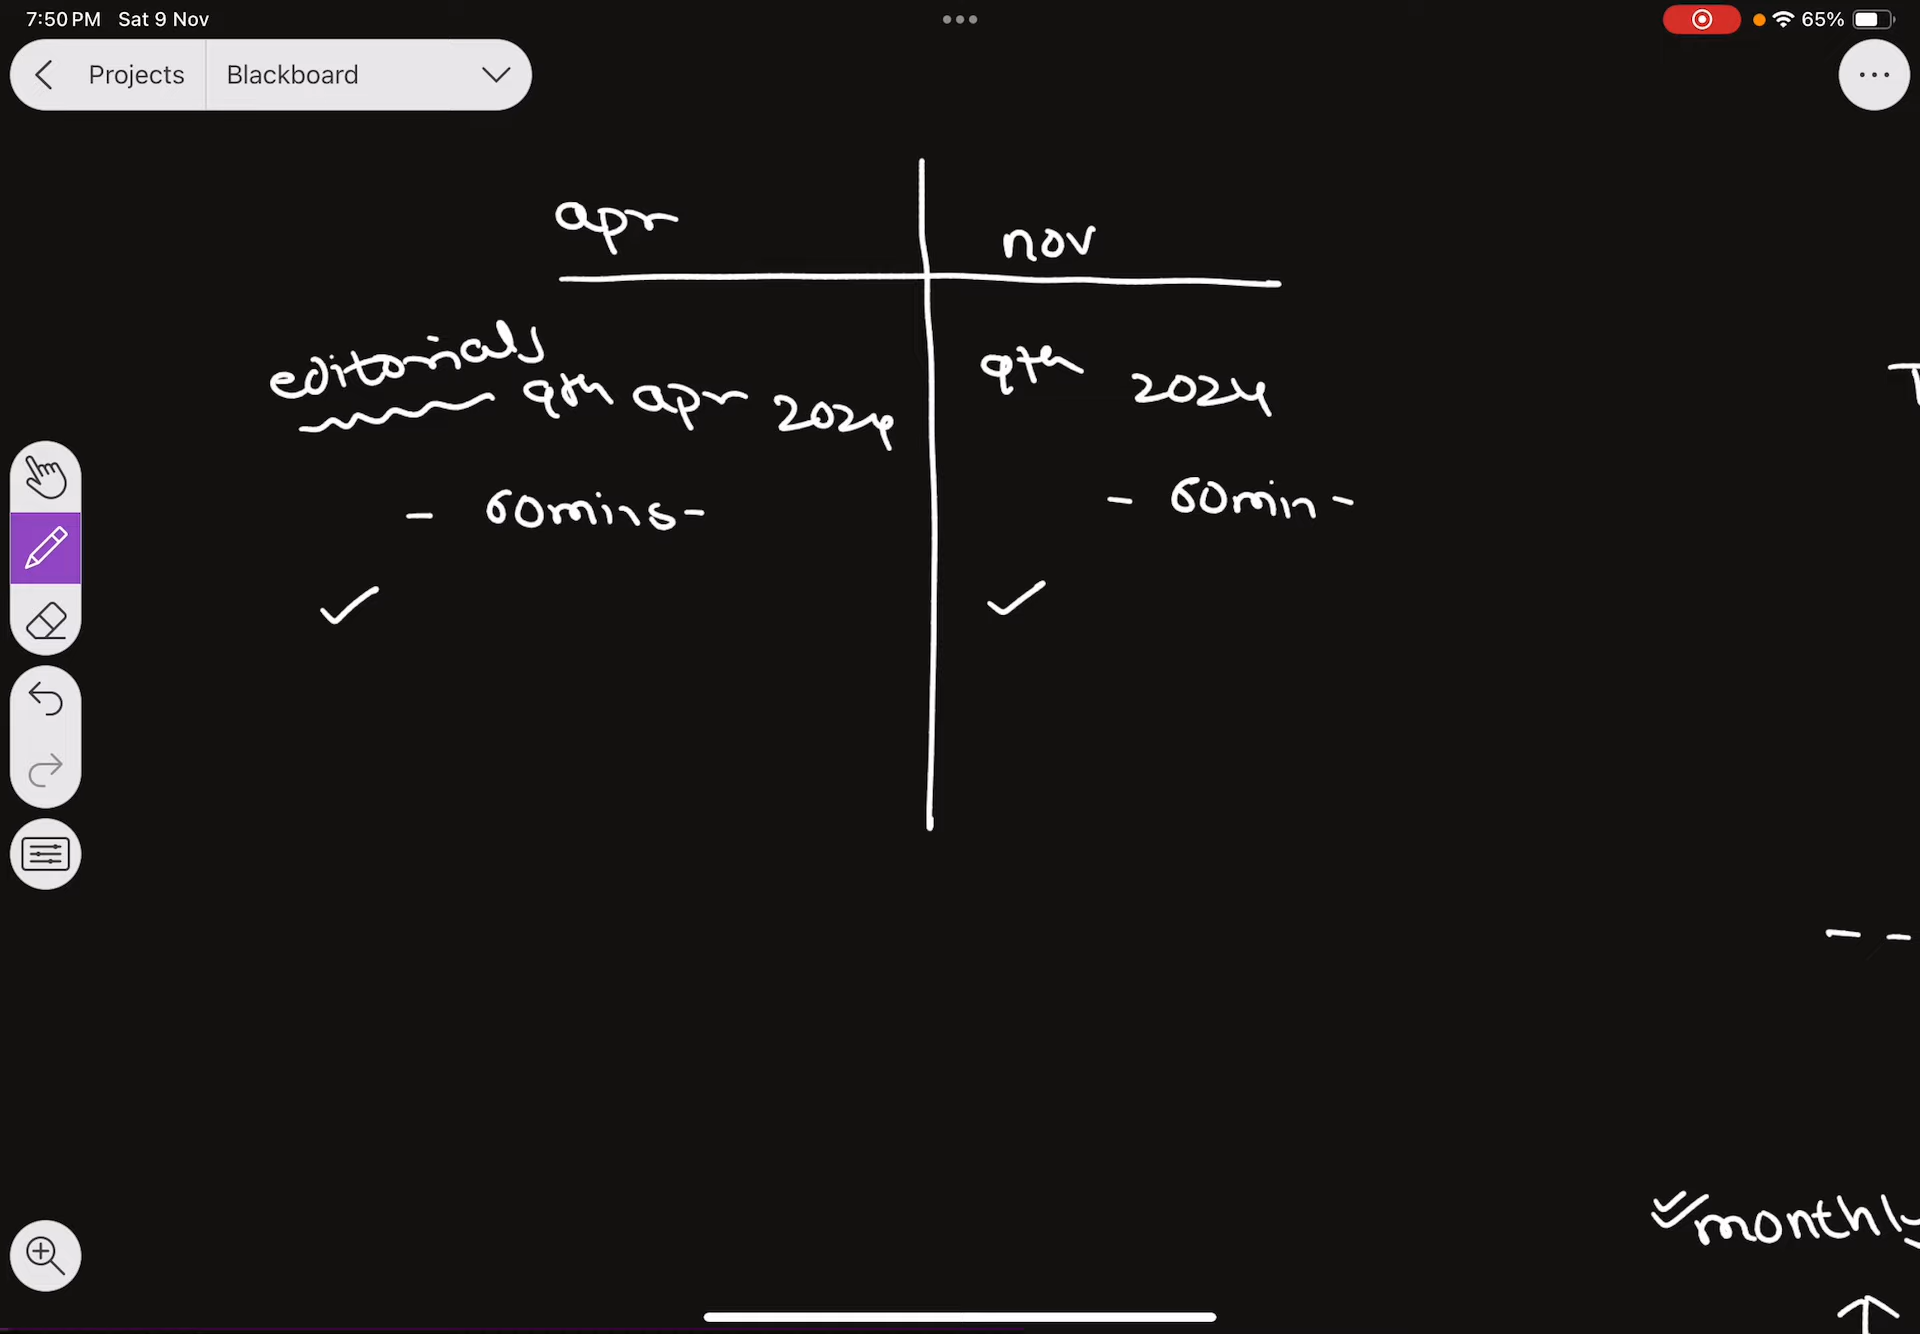 7:50 PM Sat 9 Nov
65%
Projects Blackboard
apr
nov
editorials
9th apr 2024
9th 2024
- 60mins -
- 60min -
monthly